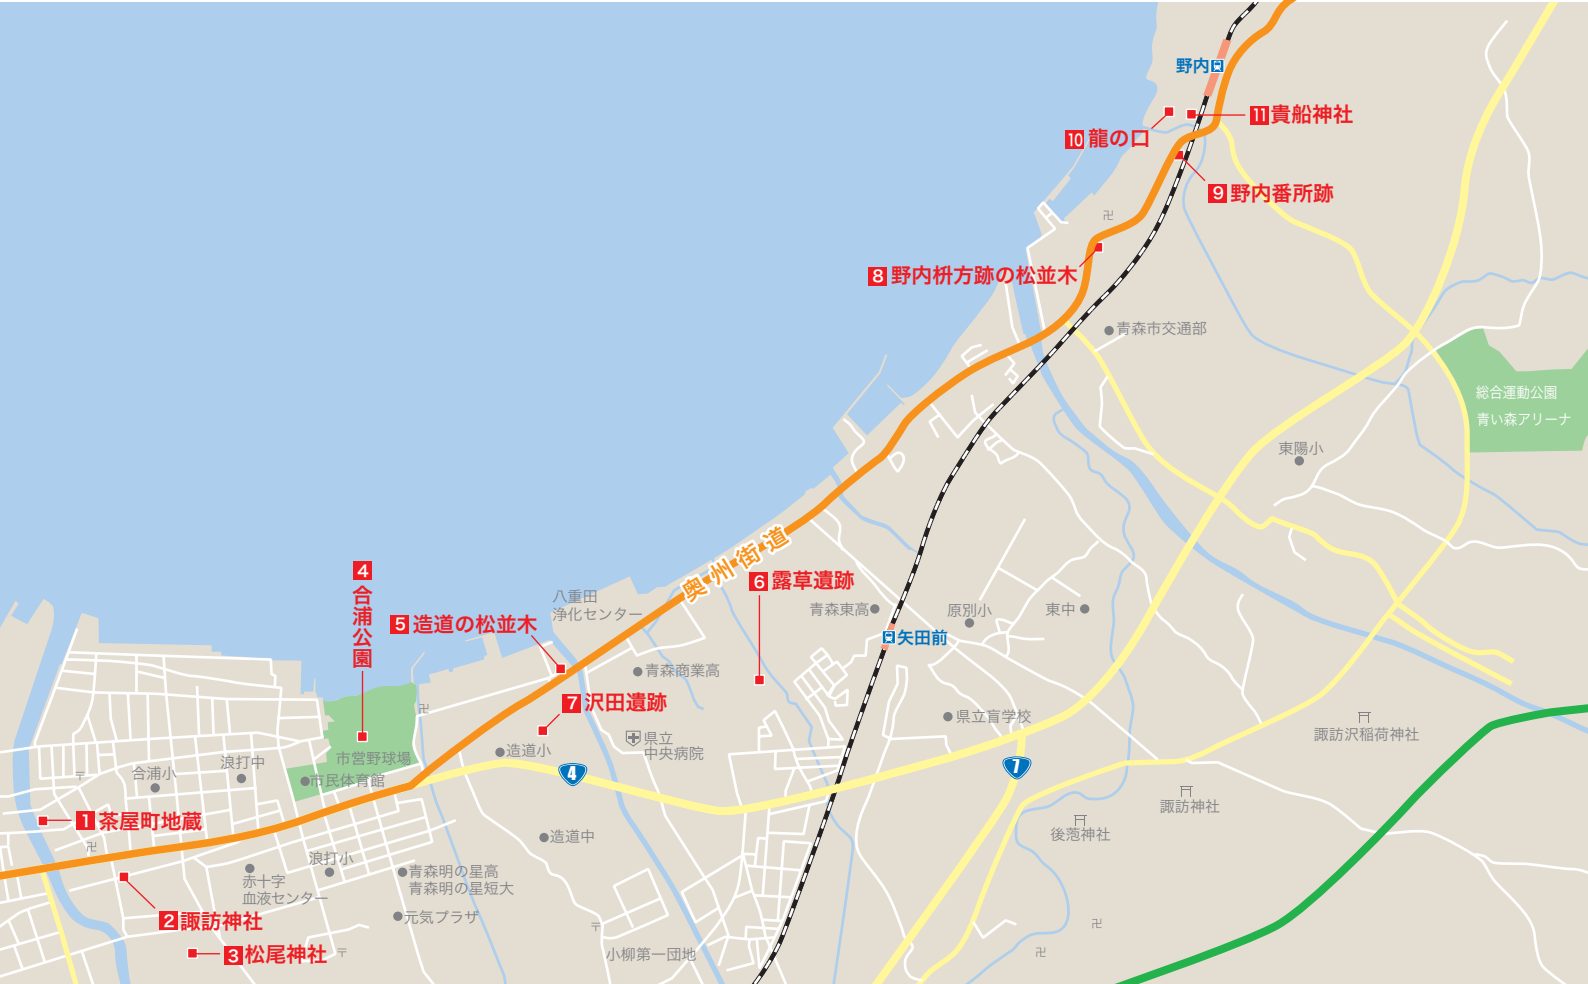 野内
11 貴船神社
10 龍の口
9 野内番所跡
8 野内枡方跡の松並木
青森市交通部
総合運動公園
青い森アリーナ
東陽小
奥州街道
4 合浦公園
5 造道の松並木
八重田
浄化センター
6 露草遺跡
青森東高
原別小
東中
矢田前
青森商業高
7 沢田遺跡
県立盲学校
諏訪沢稲荷神社
県立
中央病院
造道小
市営野球場
市民体育館
浪打中
合浦小
4
7
諏訪神社
後萢神社
1 茶屋町地蔵
造道中
浪打小
赤十字
血液センター
青森明の星高
青森明の星短大
元気プラザ
2 諏訪神社
3 松尾神社
小柳第一団地